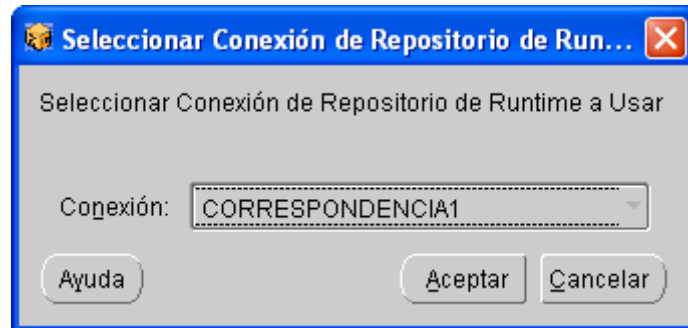 Seleccionar Conexión de Repositorio de Run...
Seleccionar Conexión de Repositorio de Runtime a Usar
Conexión: CORRESPONDENCIA1
Ayuda Aceptar Cancelar